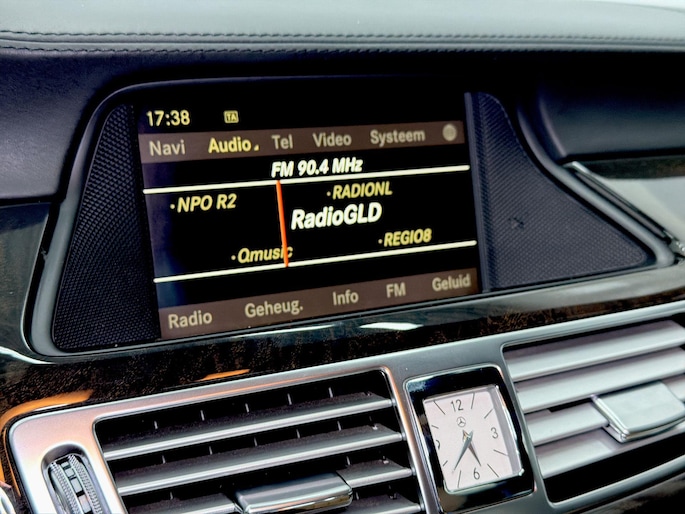 17:38 TA
Navi Audio Tel Video Systeem
FM 90.4 MHz
•NPO R2 •RADIONL
RadioGLD
•Qmusic •REGIO8
Radio Geheug. Info FM Geluid
12
3
6